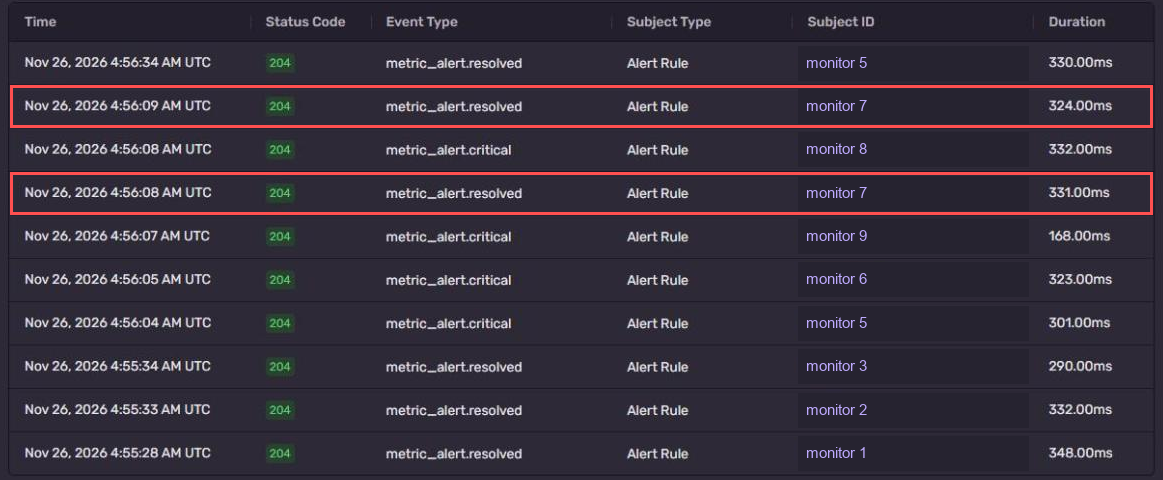 Time Status Code Event Type Subject Type Subject ID Duration
Nov 26, 2026 4:56:34 AM UTC 204 metric_alert.resolved Alert Rule monitor 5 330.00ms
Nov 26, 2026 4:56:09 AM UTC 204 metric_alert.resolved Alert Rule monitor 7 324.00ms
Nov 26, 2026 4:56:08 AM UTC 204 metric_alert.critical Alert Rule monitor 8 332.00ms
Nov 26, 2026 4:56:08 AM UTC 204 metric_alert.resolved Alert Rule monitor 7 331.00ms
Nov 26, 2026 4:56:07 AM UTC 204 metric_alert.critical Alert Rule monitor 9 168.00ms
Nov 26, 2026 4:56:05 AM UTC 204 metric_alert.critical Alert Rule monitor 6 323.00ms
Nov 26, 2026 4:56:04 AM UTC 204 metric_alert.critical Alert Rule monitor 5 301.00ms
Nov 26, 2026 4:55:34 AM UTC 204 metric_alert.resolved Alert Rule monitor 3 290.00ms
Nov 26, 2026 4:55:33 AM UTC 204 metric_alert.resolved Alert Rule monitor 2 332.00ms
Nov 26, 2026 4:55:28 AM UTC 204 metric_alert.resolved Alert Rule monitor 1 348.00ms